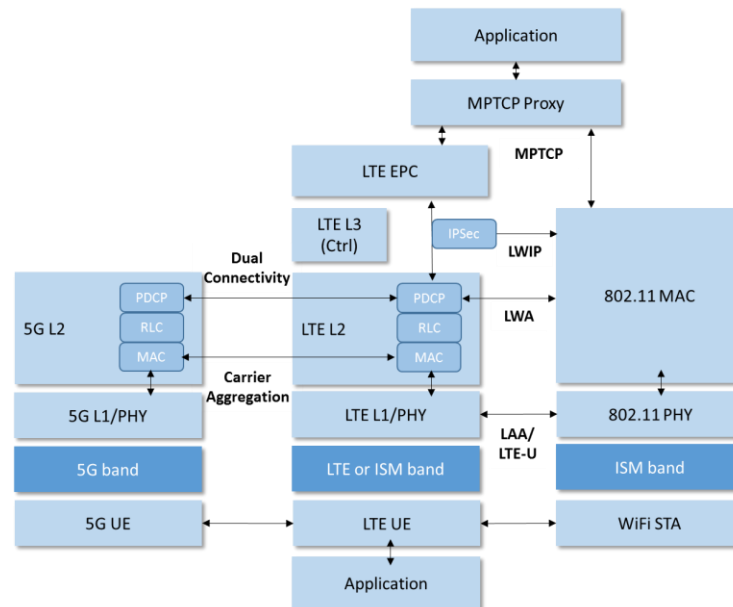 Application
MPTCP Proxy
MPTCP
LTE EPC
LTE L3
(Ctrl)
IPSec
LWIP
Dual
Connectivity
5G L2
PDCP
RLC
MAC
LTE L2
PDCP
RLC
MAC
LWA
802.11 MAC
Carrier
Aggregation
5G L1/PHY
LTE L1/PHY
LAA/
LTE-U
802.11 PHY
5G band
LTE or ISM band
ISM band
5G UE
LTE UE
WiFi STA
Application